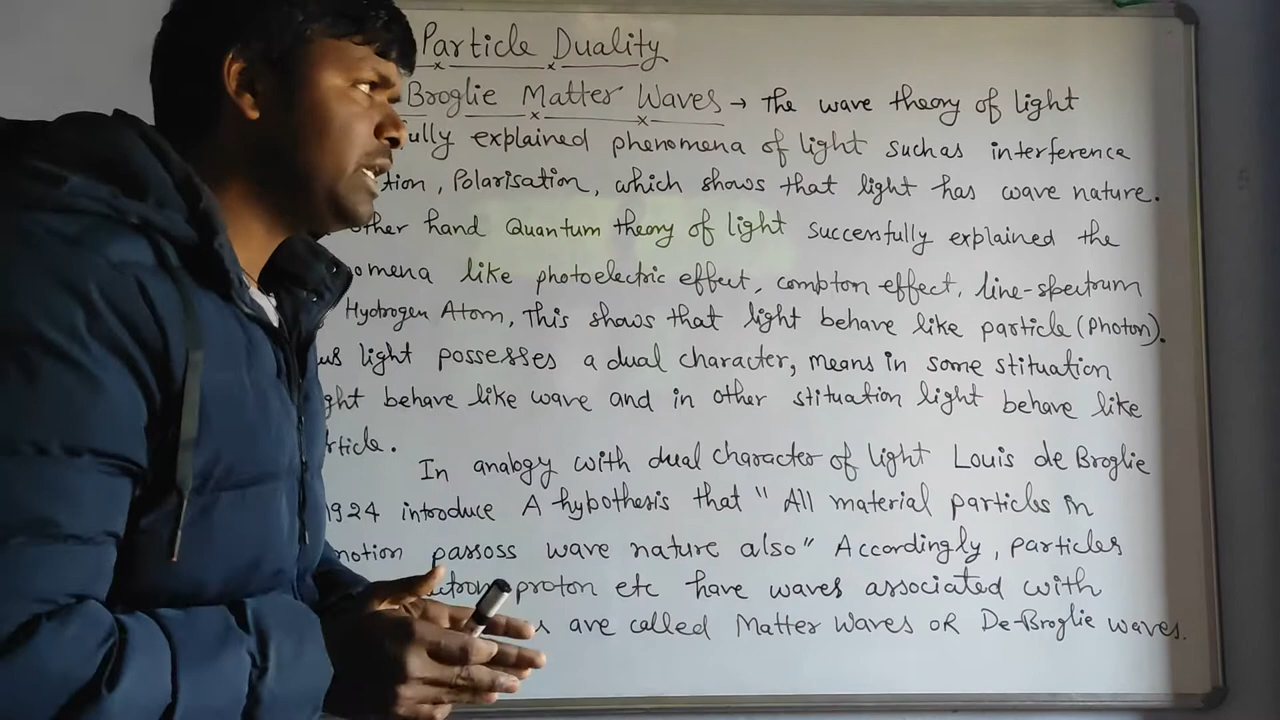 Particle Duality
Broglie Matter Waves → The wave theory of light
fully explained phenomena of light suchas interference
tion, Polarisation, which shows that light has wave nature.
other hand Quantum theory of light successfully explained the
omena like photoelectric effect, compton effect, line-spectrum
Hydrogen Atom, This shows that light behave like particle (Photon).
us light possesses a dual character, means in some stituation
ght behave like wave and in other stituation light behave like
rticle.
In analogy with dual character of light Louis de Broglie
1924 introduce A hypothesis that " All material particles in
motion passoss wave nature also" Accordingly, particles
ctron proton etc have waves associated with
are called Matter Waves OR De-Broglie waves.